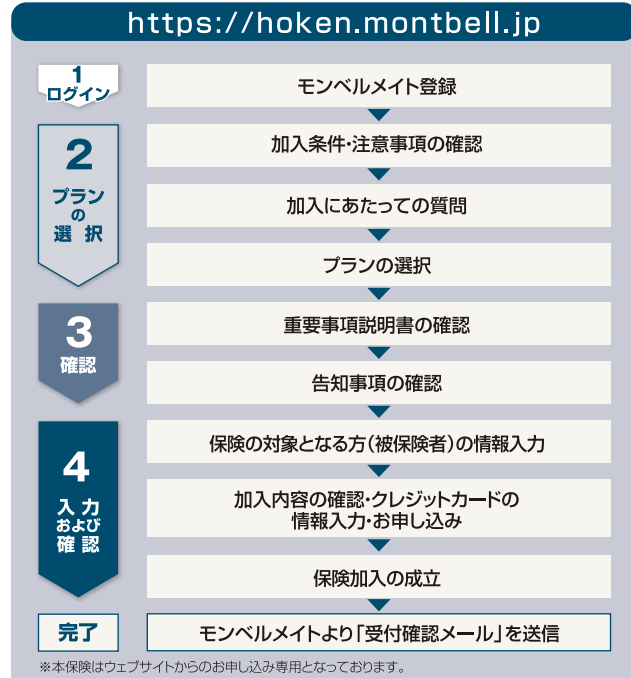 https://hoken.montbell.jp
1
ログイン
モンベルメイト登録
2
プラン
の
選 択
加入条件・注意事項の確認
加入にあたっての質問
プランの選択
3
確認
重要事項説明書の確認
告知事項の確認
4
入 力
および
確 認
保険の対象となる方（被保険者）の情報入力
加入内容の確認・クレジットカードの
情報入力・お申し込み
保険加入の成立
完了
モンベルメイトより「受付確認メール」を送信
※本保険はウェブサイトからのお申し込み専用となっております。